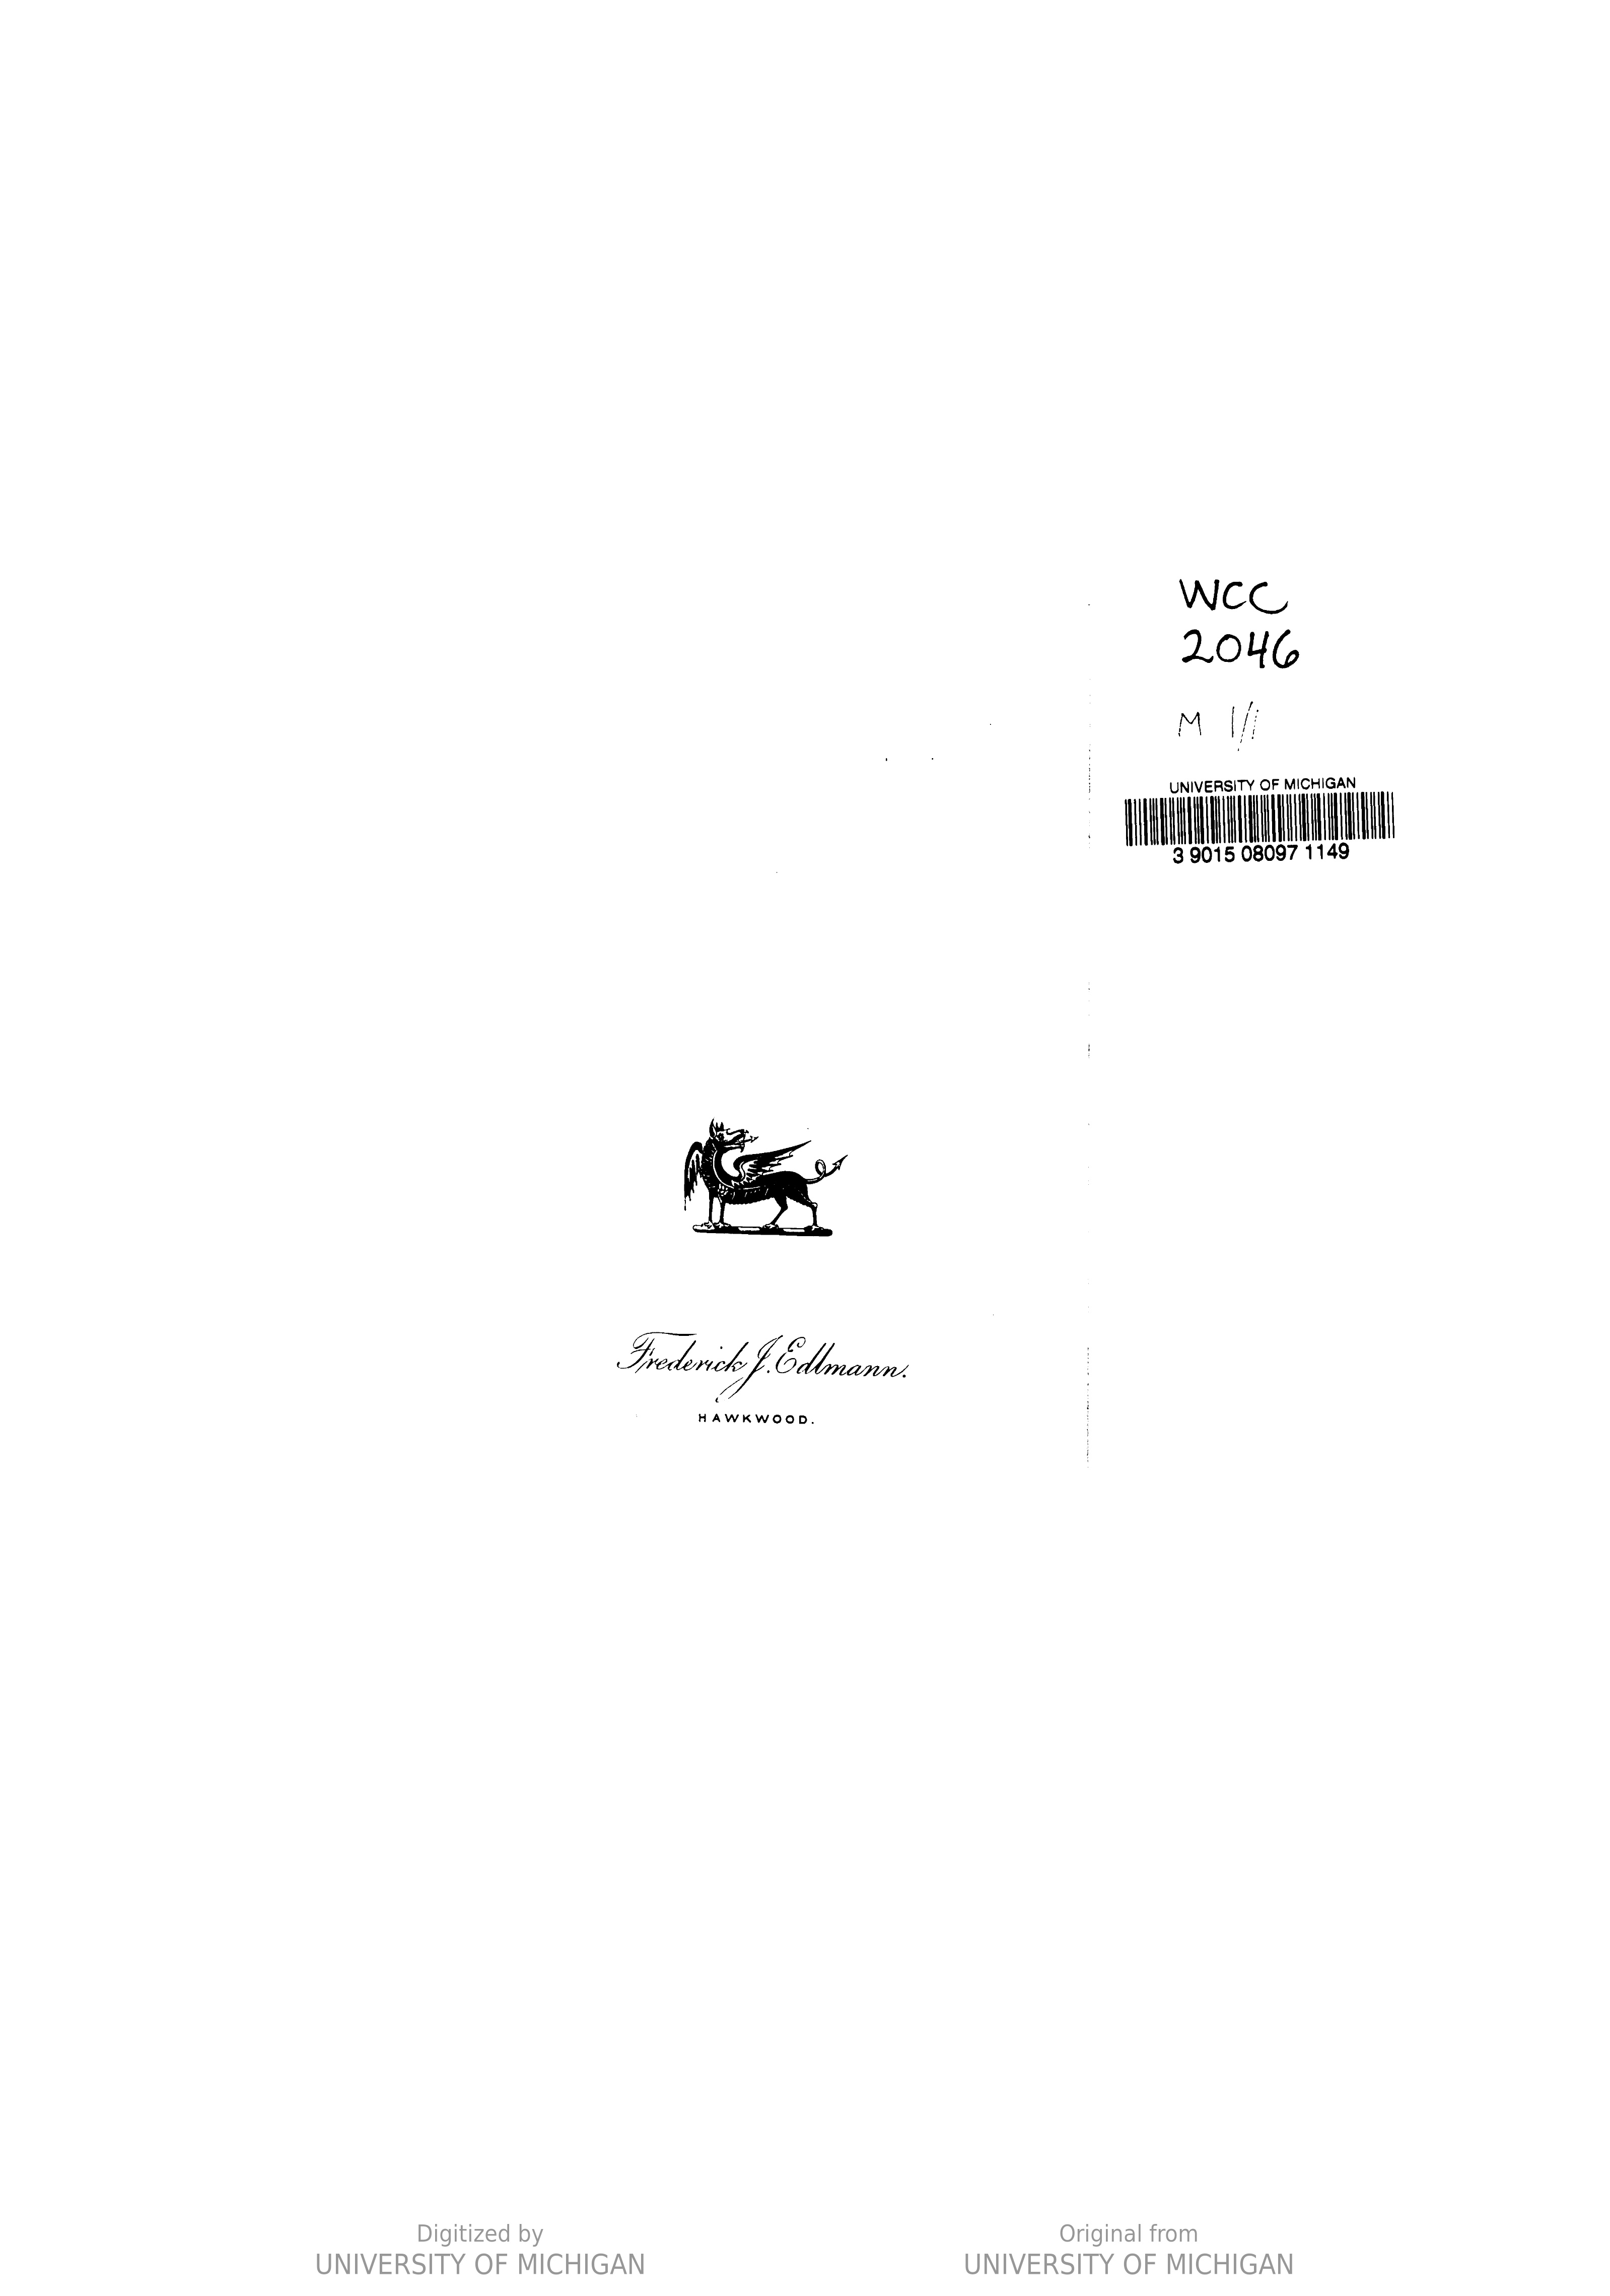 WCC
2046
M
UNIVERSITY OF MICHIGAN
3 9015 08097 1149
Frederick J. Edlmann.
HAWKWOOD.
Digitized by
UNIVERSITY OF MICHIGAN
Original from
UNIVERSITY OF MICHIGAN